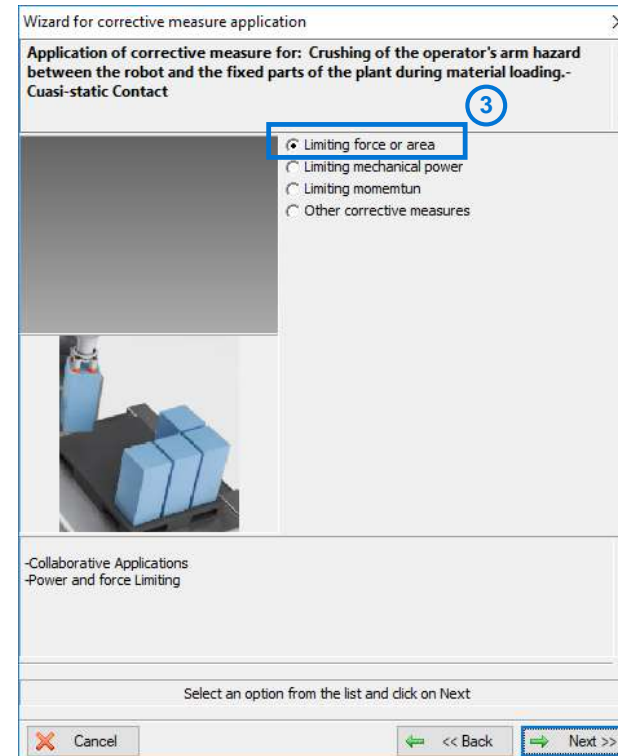 Wizard for corrective measure application
Application of corrective measure for: Crushing of the operator's arm hazard
between the robot and the fixed parts of the plant during material loading.-
Cuasi-static Contact
3
Limiting force or area
Limiting mechanical power
Limiting momemtun
Other corrective measures
-Collaborative Applications
-Power and force Limiting
Select an option from the list and click on Next
Cancel
<< Back
Next >>